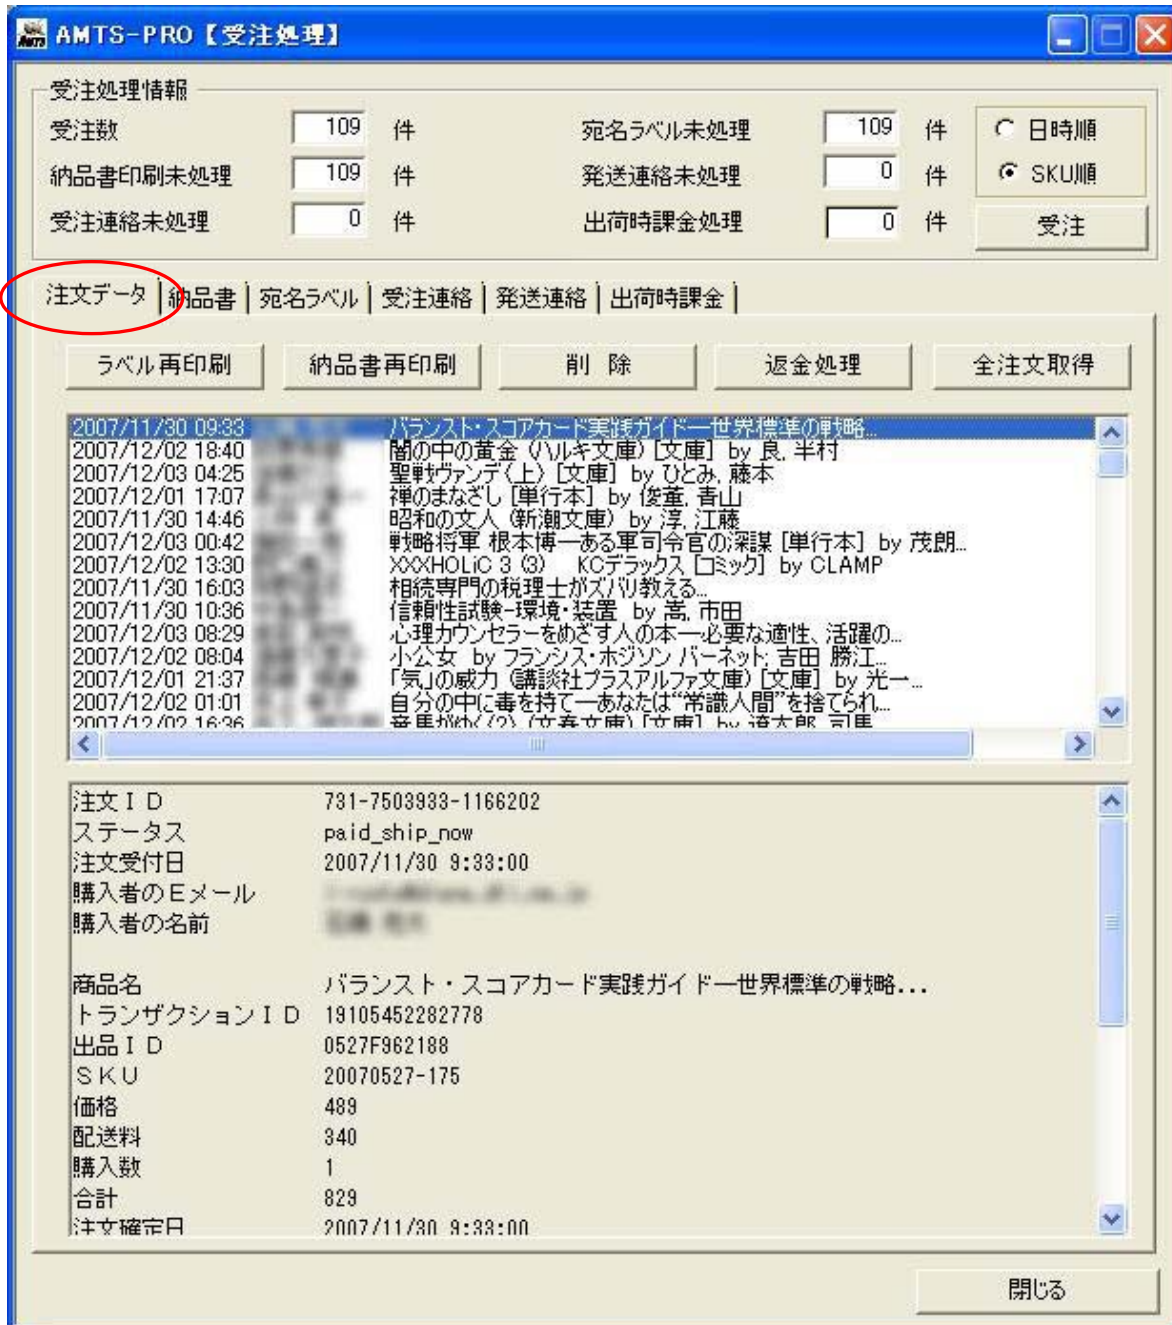 AMTS-PRO【受注処理】
受注処理情報
受注数 109 件 宛名ラベル未処理 109 件 日時順
納品書印刷未処理 109 件 発送連絡未処理 0 件 SKU順
受注連絡未処理 0 件 出荷時課金処理 0 件 受注
注文データ 納品書 宛名ラベル 受注連絡 発送連絡 出荷時課金
ラベル再印刷 納品書再印刷 削 除 返金処理 全注文取得
2007/11/30 09:33 バランスト・スコアカード実践ガイド―世界標準の戦略...
2007/12/02 18:40 闇の中の黄金 (ハルキ文庫) [文庫] by 良, 半村
2007/12/03 04:25 聖戦ヴァンデ〈上〉 [文庫] by ひとみ, 藤本
2007/12/01 17:07 禅のまなざし [単行本] by 俊董, 青山
2007/11/30 14:46 昭和の文人 (新潮文庫) by 淳, 江藤
2007/12/03 00:42 戦略将軍 根本博―ある軍司令官の深謀 [単行本] by 茂朗...
2007/12/02 13:30 XXXHOLiC 3 (3) KCデラックス [コミック] by CLAMP
2007/11/30 16:03 相続専門の税理士がズバリ教える...
2007/11/30 10:36 信頼性試験-環境・装置 by 嵩, 市田
2007/12/03 08:29 心理カウンセラーをめざす人の本―必要な適性、活躍の...
2007/12/02 08:04 小公女 by フランシス・ホジソン バーネット; 吉田 勝江...
2007/12/01 21:37 「気」の威力 (講談社プラスアルファ文庫) [文庫] by 光一...
2007/12/02 01:01 自分の中に毒を持て―あなたは“常識人間”を捨てられ...
2007/12/02 16:36 竜馬がゆく〈2〉 (文春文庫) [文庫] by 遼太郎, 司馬
注文ＩＤ 731-7503933-1166202
ステータス paid_ship_now
注文受付日 2007/11/30 9:33:00
購入者のＥメール
購入者の名前
商品名 バランスト・スコアカード実践ガイド―世界標準の戦略...
トランザクションＩＤ 19105452282778
出品ＩＤ 0527F962188
ＳＫＵ 20070527-175
価格 489
配送料 340
購入数 1
合計 829
注文確定日 2007/11/30 9:33:00
閉じる